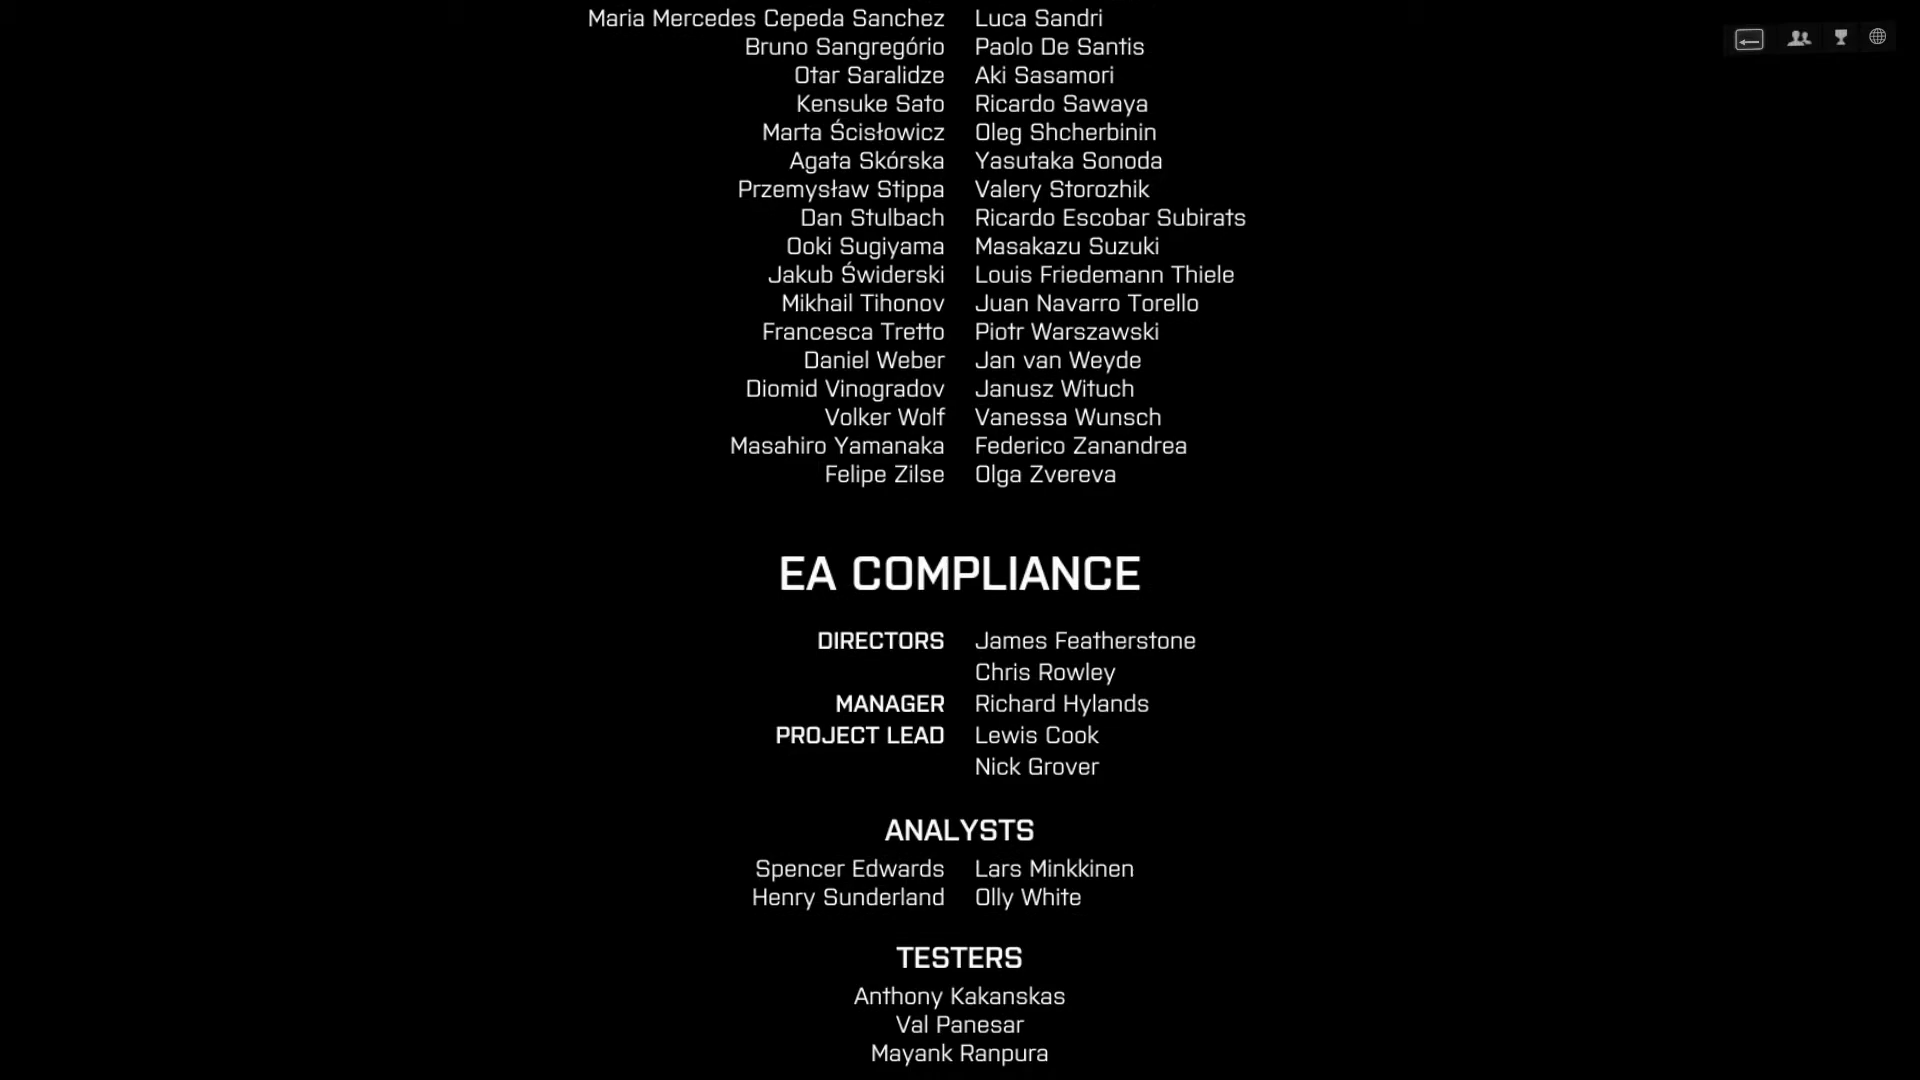 Maria Mercedes Cepeda Sanchez Luca Sandri
Bruno Sangregório Paolo De Santis
Otar Saralidze Aki Sasamori
Kensuke Sato Ricardo Sawaya
Marta Ścisłowicz Oleg Shcherbinin
Agata Skórska Yasutaka Sonoda
Przemysław Stippa Valery Storozhik
Dan Stulbach Ricardo Escobar Subirats
Ooki Sugiyama Masakazu Suzuki
Jakub Świderski Louis Friedemann Thiele
Mikhail Tihonov Juan Navarro Torello
Francesca Tretto Piotr Warszawski
Daniel Weber Jan van Weyde
Diomid Vinogradov Janusz Wituch
Volker Wolf Vanessa Wunsch
Masahiro Yamanaka Federico Zanandrea
Felipe Zilse Olga Zvereva
EA COMPLIANCE
DIRECTORS James Featherstone
Chris Rowley
MANAGER Richard Hylands
PROJECT LEAD Lewis Cook
Nick Grover
ANALYSTS
Spencer Edwards Lars Minkkinen
Henry Sunderland Olly White
TESTERS
Anthony Kakanskas
Val Panesar
Mayank Ranpura